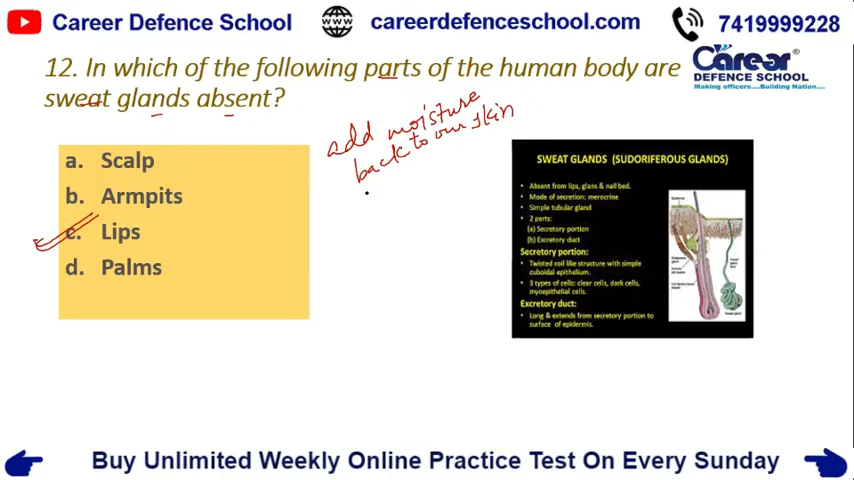 Career Defence School
careerdefenceschool.com
7419999228
12. In which of the following parts of the human body are
sweat glands absent?
Carear®
DEFENCE SCHOOL
Making officers....Building Nation...
add moisture
back to our skin
a. Scalp
b. Armpits
c. Lips
d. Palms
SWEAT GLANDS (SUDORIFEROUS GLANDS)
• Absent from lips, glans & nail bed.
• Mode of secretion: merocrine
• Simple tubular gland
• 2 parts:
(a) Secretory portion
(b) Excretory duct
Secretory portion:
• Twisted coil like structure with simple
cuboidal epithelium.
• 3 types of cells: clear cells, dark cells,
myoepithelial cells.
Excretory duct:
• Long & extends from secretory portion to
surface of epidermis.
Buy Unlimited Weekly Online Practice Test On Every Sunday